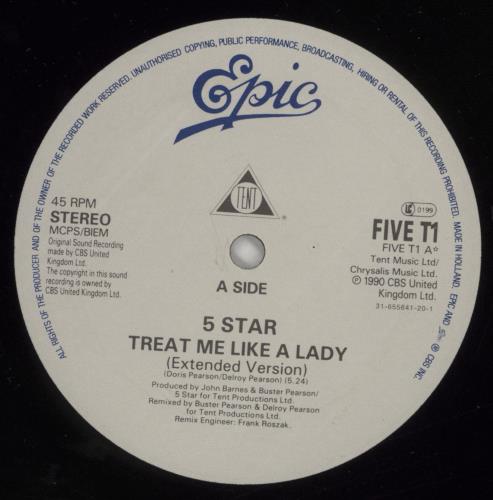 ALL RIGHTS OF THE PRODUCER AND OF THE OWNER OF THE RECORDED WORK RESERVED. UNAUTHORISED COPYING, PUBLIC PERFORMANCE, BROADCASTING, HIRING OR RENTAL OF THIS RECORDING PROHIBITED. MADE IN HOLLAND. EPIC AND ® CBS INC.
Epic
TENT
®
45 RPM
STEREO
MCPS/BIEM
Original Sound Recording
made by CBS United
Kingdom Ltd.
The copyright in this sound
recording is owned by
CBS United Kingdom Ltd.
LC 0199
FIVE T1
FIVE T1 A☆
Tent Music Ltd/
Chrysalis Music Ltd.
℗ 1990 CBS United
Kingdom Ltd.
31-655641-20-1
A SIDE
5 STAR
TREAT ME LIKE A LADY
(Extended Version)
(Doris Pearson/Delroy Pearson) (5.24)
Produced by John Barnes & Buster Pearson/
5 Star for Tent Productions Ltd.
Remixed by Buster Pearson & Delroy Pearson
for Tent Productions Ltd.
Remix Engineer: Frank Roszak.